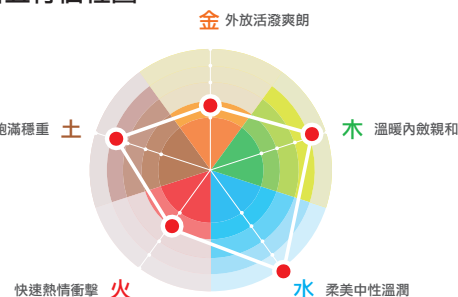 金 外放活潑爽朗
飽滿穩重 土
木 溫暖內斂親和
快速熱情衝擊 火
水 柔美中性溫潤